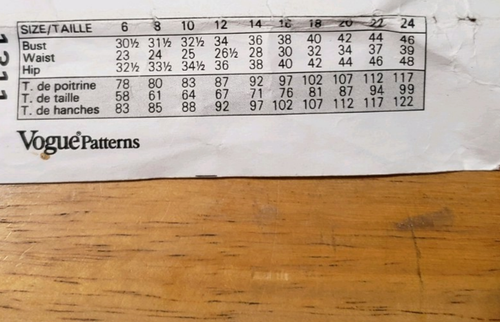 SIZE/TAILLE 6 8 10 12 14 16 18 20 22 24
Bust 30½ 31½ 32½ 34 36 38 40 42 44 46
Waist 23 24 25 26½ 28 30 32 34 37 39
Hip 32½ 33½ 34½ 36 38 40 42 44 46 48
T. de poitrine 78 80 83 87 92 97 102 107 112 117
T. de taille 58 61 64 67 71 76 81 87 94 99
T. de hanches 83 85 88 92 97 102 107 112 117 122
Vogue Patterns